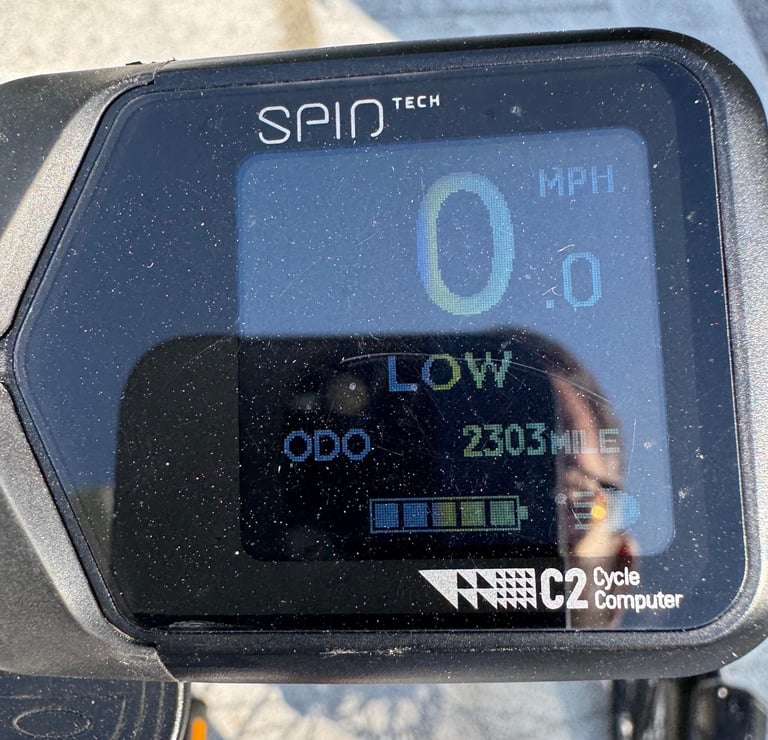 SPIN TECH
0.0 MPH
LOW
ODO 2303MILE
C2 Cycle
Computer